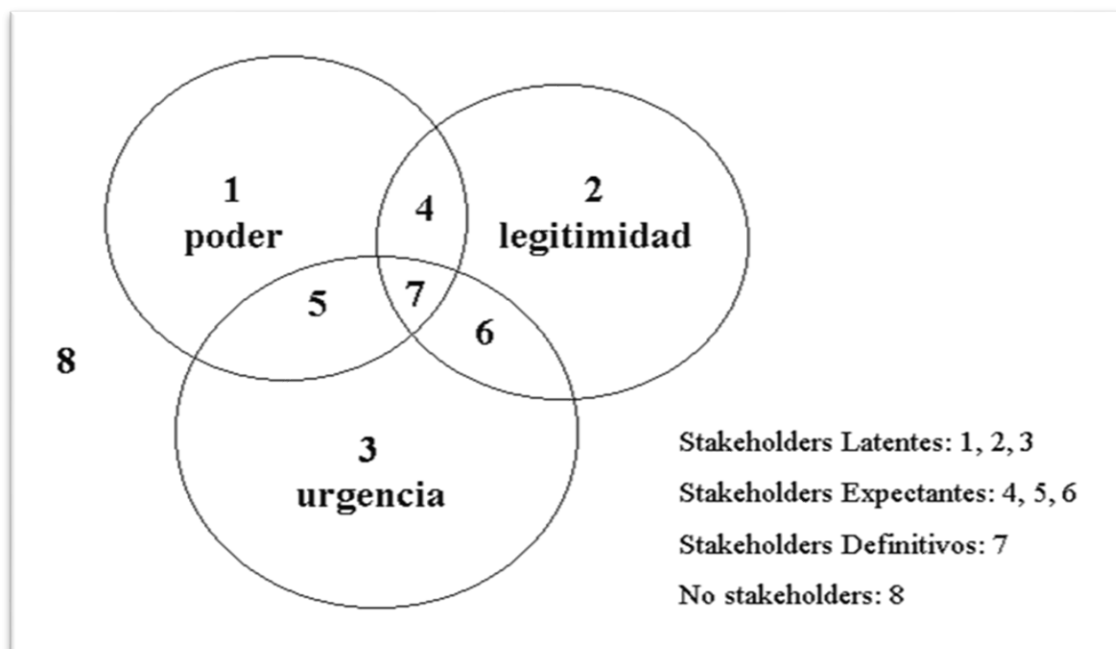 1
poder
4
2
legitimidad
5
7
6
8
3
urgencia
Stakeholders Latentes: 1, 2, 3
Stakeholders Expectantes: 4, 5, 6
Stakeholders Definitivos: 7
No stakeholders: 8